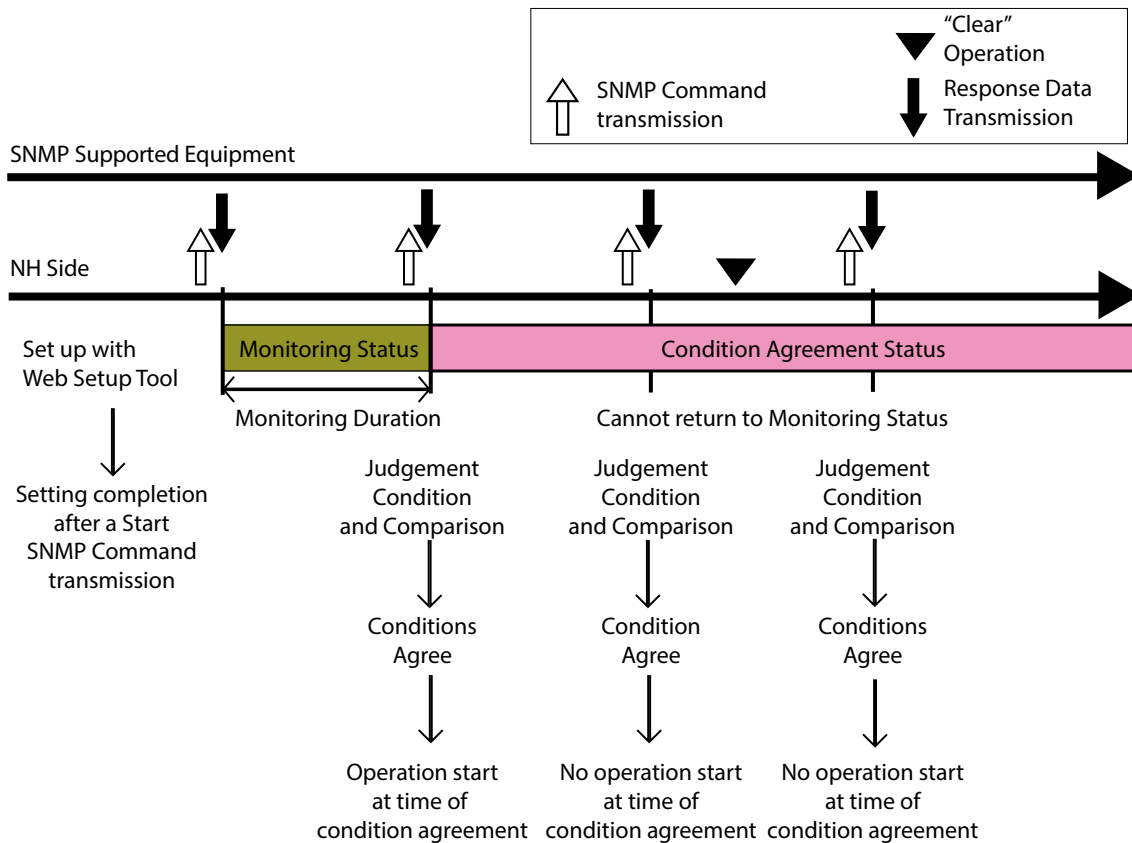 “Clear”
Operation
SNMP Command
transmission
Response Data
Transmission
SNMP Supported Equipment
NH Side
Set up with
Web Setup Tool
Monitoring Status
Condition Agreement Status
Monitoring Duration
Cannot return to Monitoring Status
Setting completion
after a Start
SNMP Command
transmission
Judgement
Condition
and Comparison
Conditions
Agree
Operation start
at time of
condition agreement
Judgement
Condition
and Comparison
Condition
Agree
No operation start
at time of
condition agreement
Judgement
Condition
and Comparison
Conditions
Agree
No operation start
at time of
condition agreement